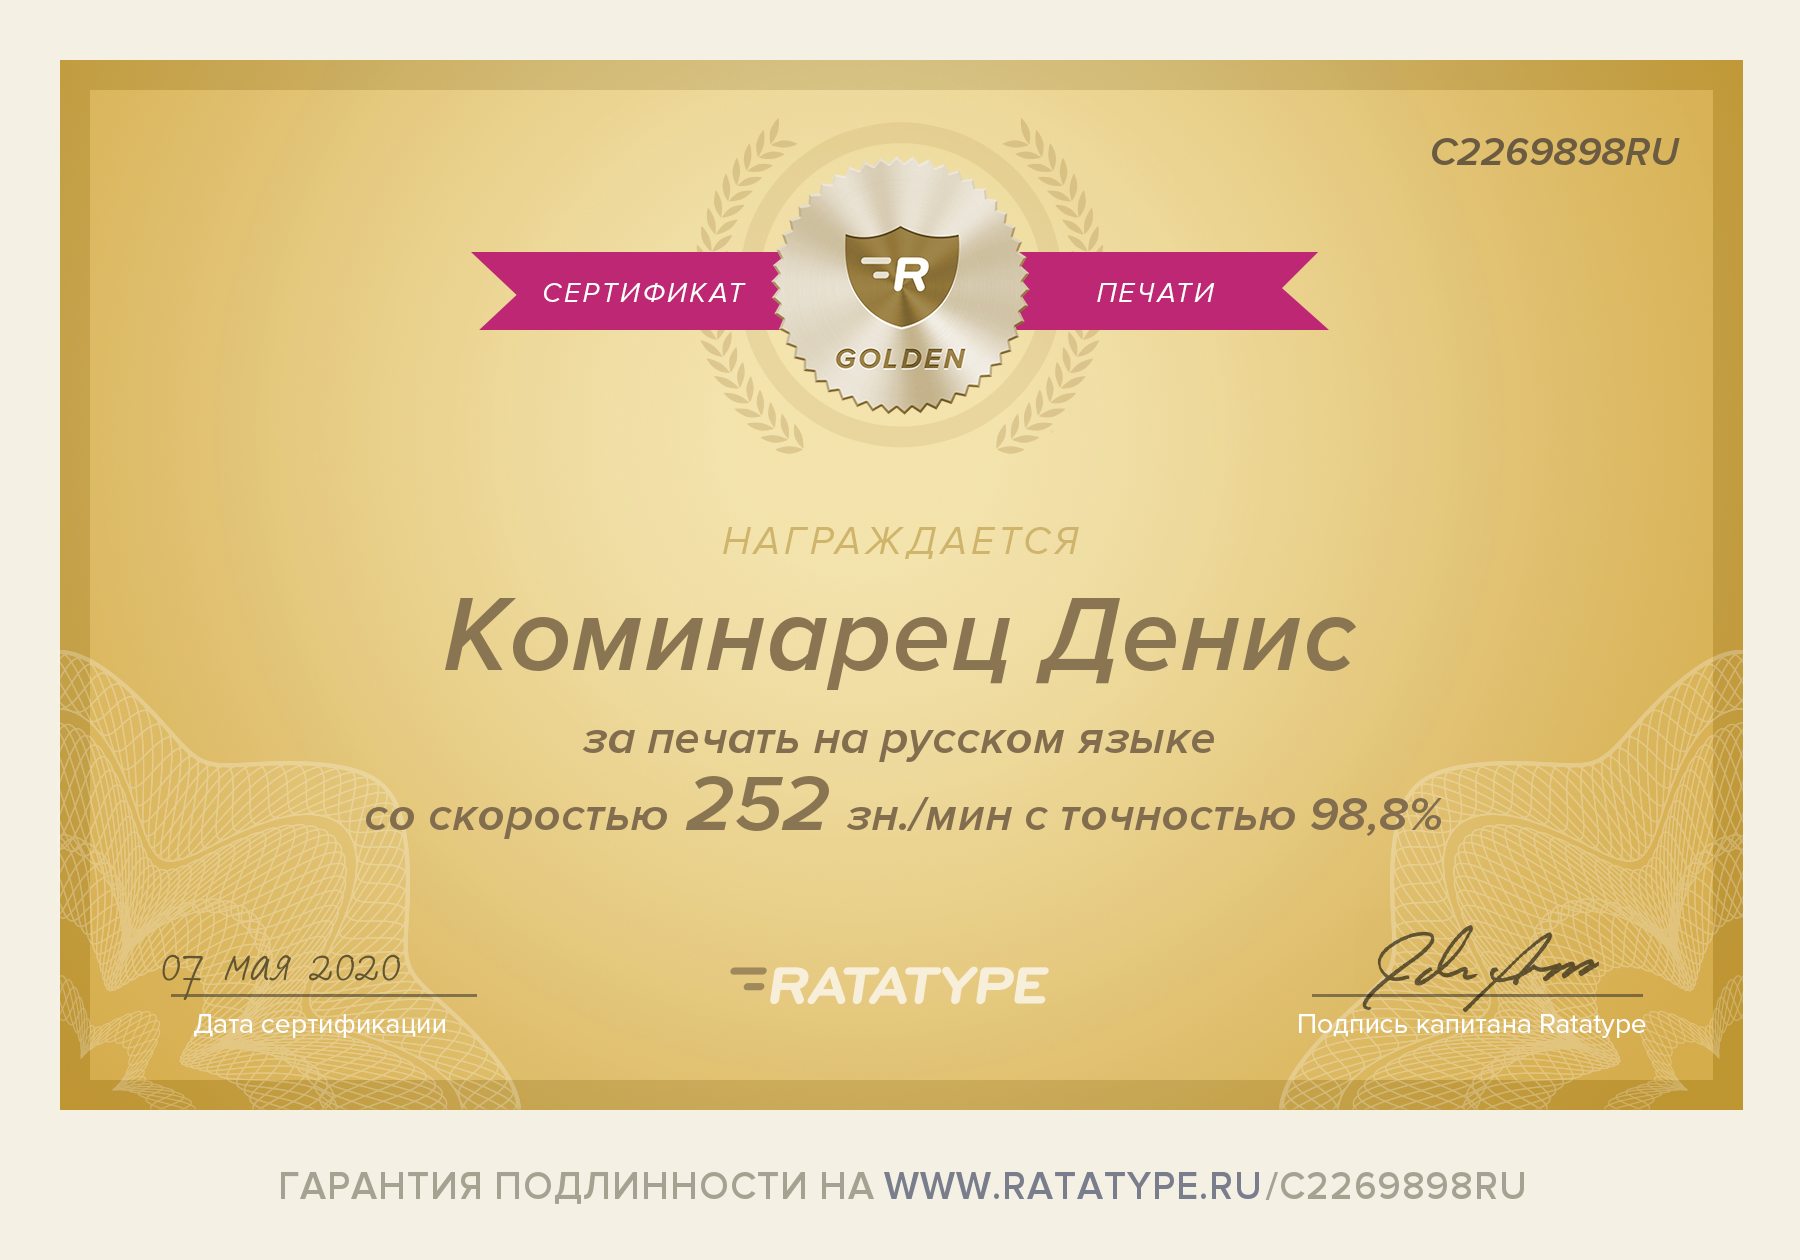 C2269898RU
СЕРТИФИКАТ
ПЕЧАТИ
R
GOLDEN
НАГРАЖДАЕТСЯ
Коминарец Денис
за печать на русском языке
со скоростью 252 зн./мин с точностью 98,8%
07 мая 2020
Дата сертификации
RATATYPE
Подпись капитана Ratatype
ГАРАНТИЯ ПОДЛИННОСТИ НА WWW.RATATYPE.RU/C2269898RU